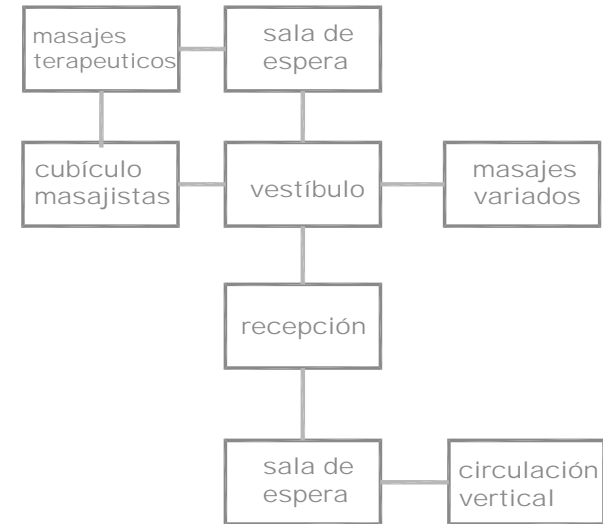 masajes
terapeuticos
sala de
espera
cubículo
masajistas
vestíbulo
masajes
variados
recepción
sala de
espera
circulación
vertical